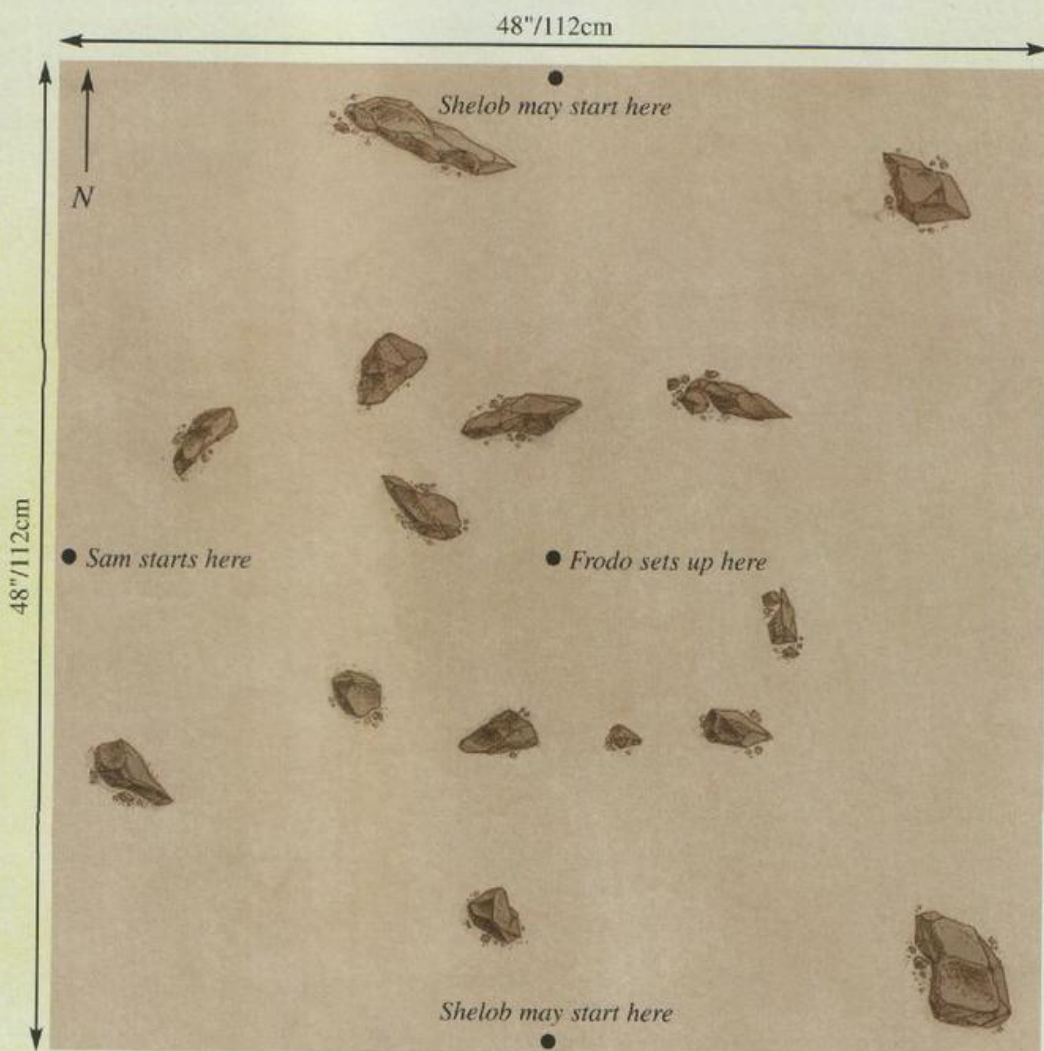 48"/112cm
Shelob may start here
N
48"/112cm
Sam starts here
Frodo sets up here
Shelob may start here